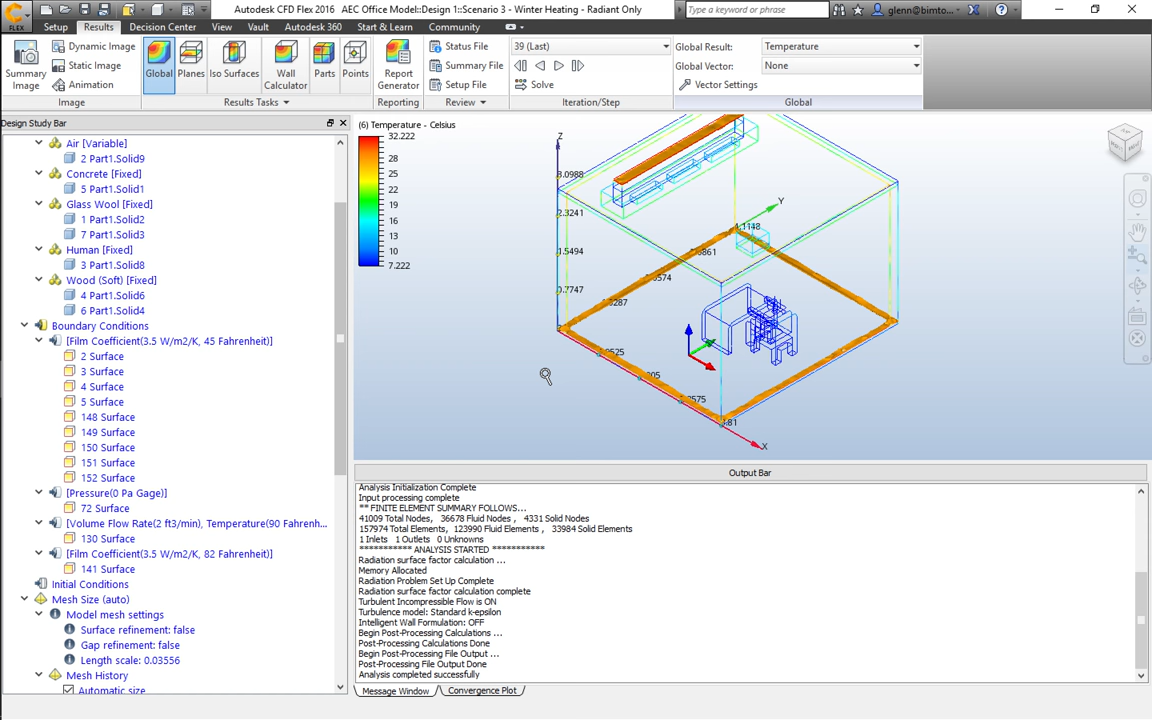 Autodesk CFD Flex 2016   AEC Office Model::Design 1::Scenario 3 - Winter Heating - Radiant Only
Type a keyword or phrase
glenn@bimto...
FLEX
Setup Results Decision Center View Vault Autodesk 360 Start & Learn Community
Summary Image
Dynamic Image
Static Image
Animation
Image
Global
Planes
Iso Surfaces
Wall Calculator
Parts
Points
Results Tasks
Report Generator
Reporting
Status File
Summary File
Setup File
Review
39 (Last)
Solve
Iteration/Step
Global Result: Temperature
Global Vector: None
Vector Settings
Global
Design Study Bar
Air [Variable]
2 Part1.Solid9
Concrete [Fixed]
5 Part1.Solid1
Glass Wool [Fixed]
1 Part1.Solid2
7 Part1.Solid3
Human [Fixed]
3 Part1.Solid8
Wood (Soft) [Fixed]
4 Part1.Solid6
6 Part1.Solid4
Boundary Conditions
[Film Coefficient(3.5 W/m2/K, 45 Fahrenheit)]
2 Surface
3 Surface
4 Surface
5 Surface
148 Surface
149 Surface
150 Surface
151 Surface
152 Surface
[Pressure(0 Pa Gage)]
72 Surface
[Volume Flow Rate(2 ft3/min), Temperature(90 Fahrenh...
130 Surface
[Film Coefficient(3.5 W/m2/K, 82 Fahrenheit)]
141 Surface
Initial Conditions
Mesh Size (auto)
Model mesh settings
Surface refinement: false
Gap refinement: false
Length scale: 0.03556
Mesh History
Automatic size
(6) Temperature - Celsius
32.222
28
25
22
19
16
13
10
7.222
Z
3.0988
2.3241
1.5494
0.7747
Y
4.1148
X
Output Bar
Analysis Initialization Complete
Input processing complete
** FINITE ELEMENT SUMMARY FOLLOWS...
41009 Total Nodes, 36678 Fluid Nodes , 4331 Solid Nodes
157974 Total Elements, 123990 Fluid Elements , 33984 Solid Elements
1 Inlets 1 Outlets 0 Unknowns
*********** ANALYSIS STARTED ***********
Radiation surface factor calculation ...
Memory Allocated
Radiation Problem Set Up Complete
Radiation surface factor calculation complete
Turbulent Incompressible Flow is ON
Turbulence model: Standard k-epsilon
Intelligent Wall Formulation: OFF
Begin Post-Processing Calculations ...
Post-Processing Calculations Done
Begin Post-Processing File Output ...
Post-Processing File Output Done
Analysis completed successfully
Message Window Convergence Plot